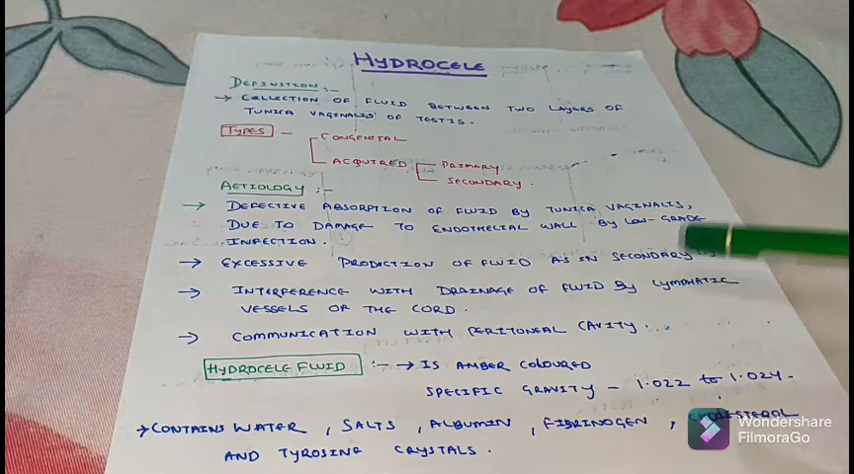 HYDROCELE
DEFINITION :-
→ COLLECTION OF FLUID BETWEEN TWO LAYERS OF
TUNICA VAGINALIS OF TESTIS.
TYPES — CONGENITAL
ACQUIRED — PRIMARY
— SECONDARY.
AETIOLOGY :-
→ DEFECTIVE ABSORPTION OF FLUID BY TUNICA VAGINALIS,
DUE TO DAMAGE TO ENDOTHELIAL WALL BY LOW-GRADE
INFECTION.
→ EXCESSIVE PRODUCTION OF FLUID AS IN SECONDARY
→ INTERFERENCE WITH DRAINAGE OF FLUID BY LYMPHATIC
VESSELS OF THE CORD.
→ COMMUNICATION WITH PERITONEAL CAVITY.
HYDROCELE FLUID :- → IS AMBER COLOURED
SPECIFIC GRAVITY — 1.022 to 1.024.
→ CONTAINS WATER, SALTS, ALBUMIN, FIBRINOGEN,
AND TYROSINE CRYSTALS.
Wondershare
FilmoraGo